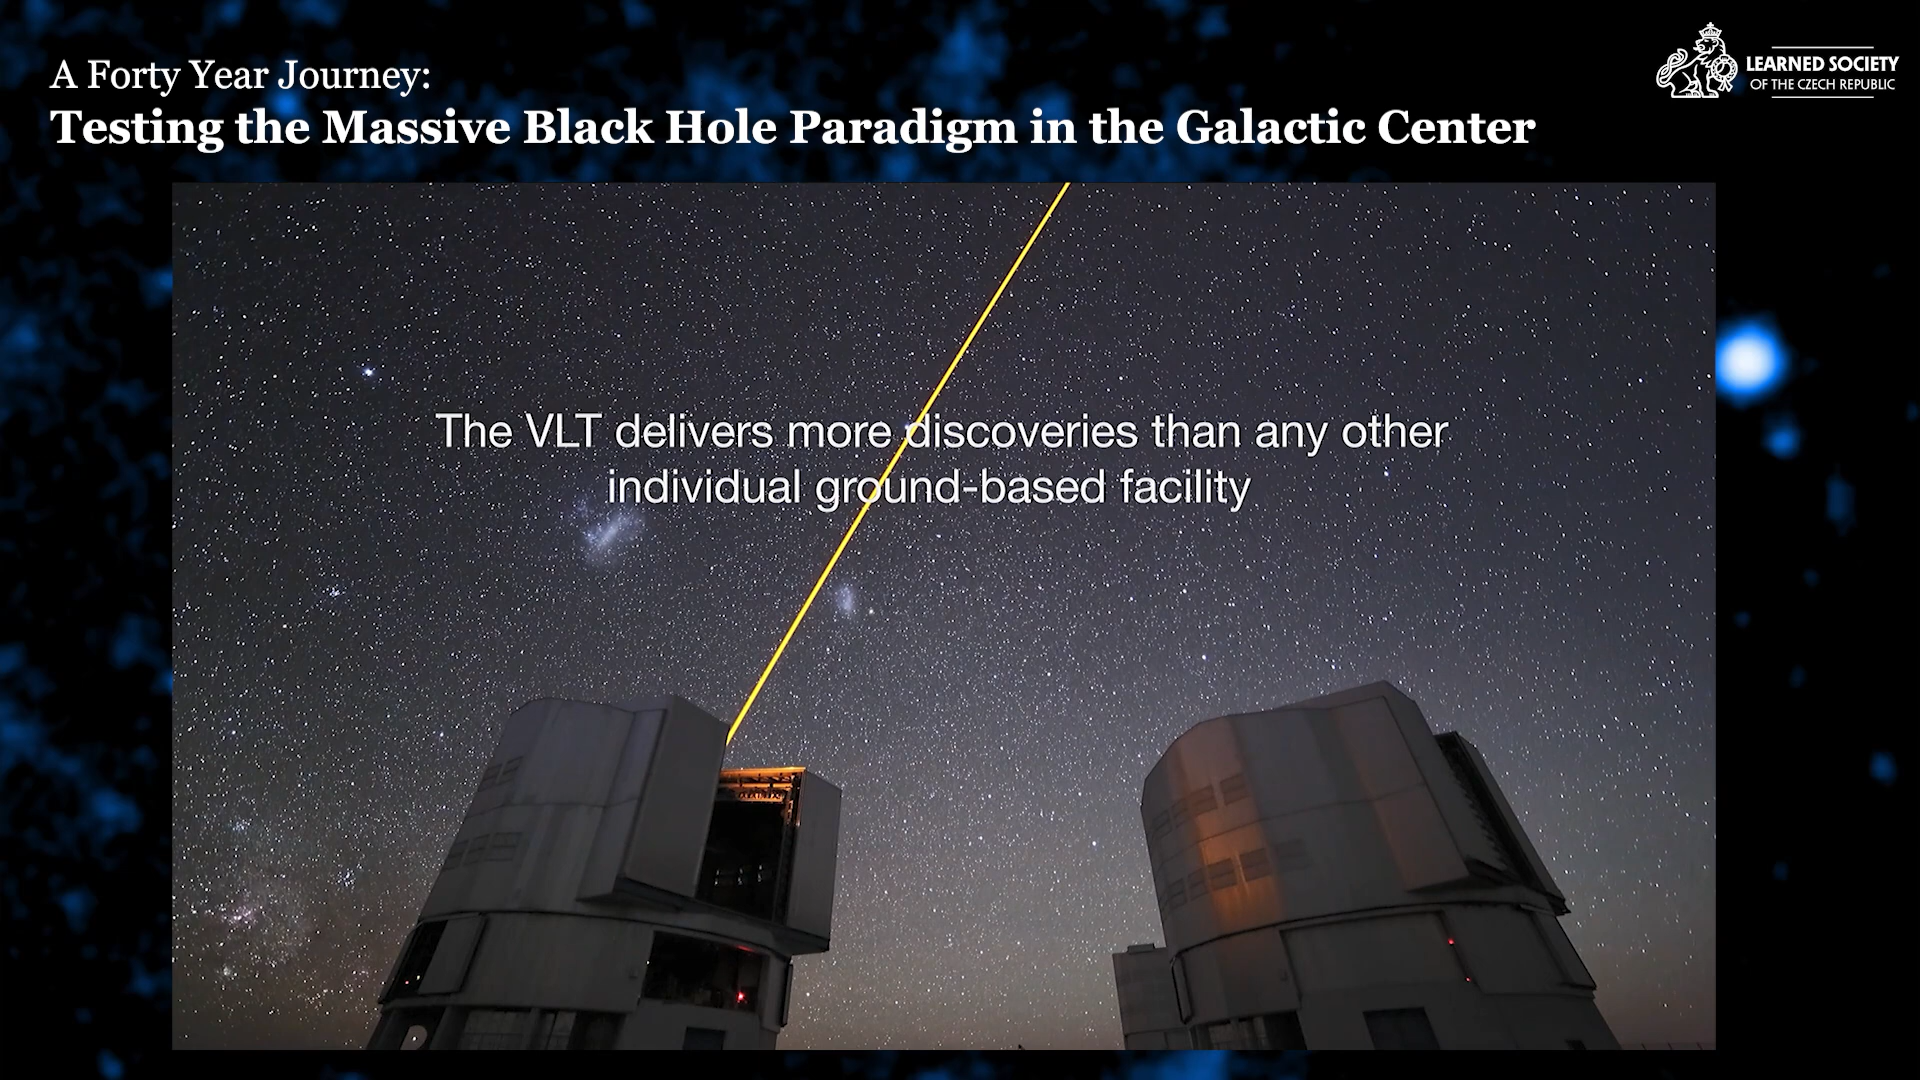 A Forty Year Journey:
Testing the Massive Black Hole Paradigm in the Galactic Center
LEARNED SOCIETY
OF THE CZECH REPUBLIC
The VLT delivers more discoveries than any other
individual ground-based facility